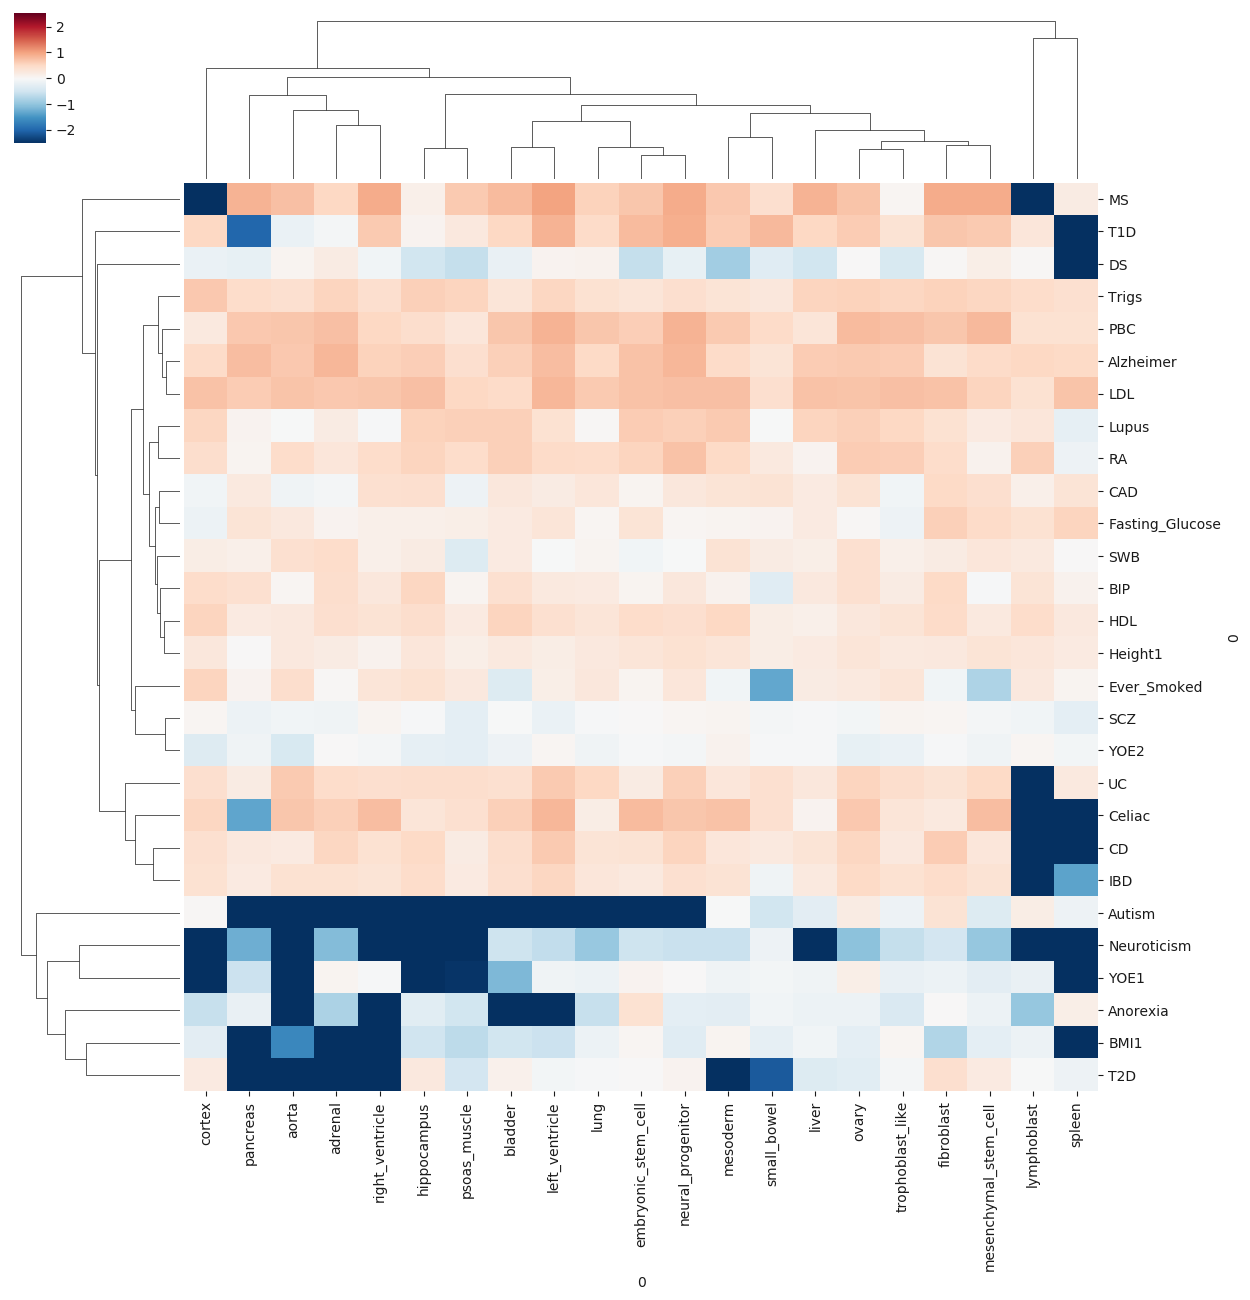 2
1
0
−1
−2
MS
T1D
DS
Trigs
PBC
Alzheimer
LDL
Lupus
RA
CAD
Fasting_Glucose
SWB
BIP
HDL
Height1
Ever_Smoked
SCZ
YOE2
UC
Celiac
CD
IBD
Autism
Neuroticism
YOE1
Anorexia
BMI1
T2D
0
cortex
pancreas
aorta
adrenal
right_ventricle
hippocampus
psoas_muscle
bladder
left_ventricle
lung
embryonic_stem_cell
neural_progenitor
mesoderm
small_bowel
liver
ovary
trophoblast_like
fibroblast
mesenchymal_stem_cell
lymphoblast
spleen
0